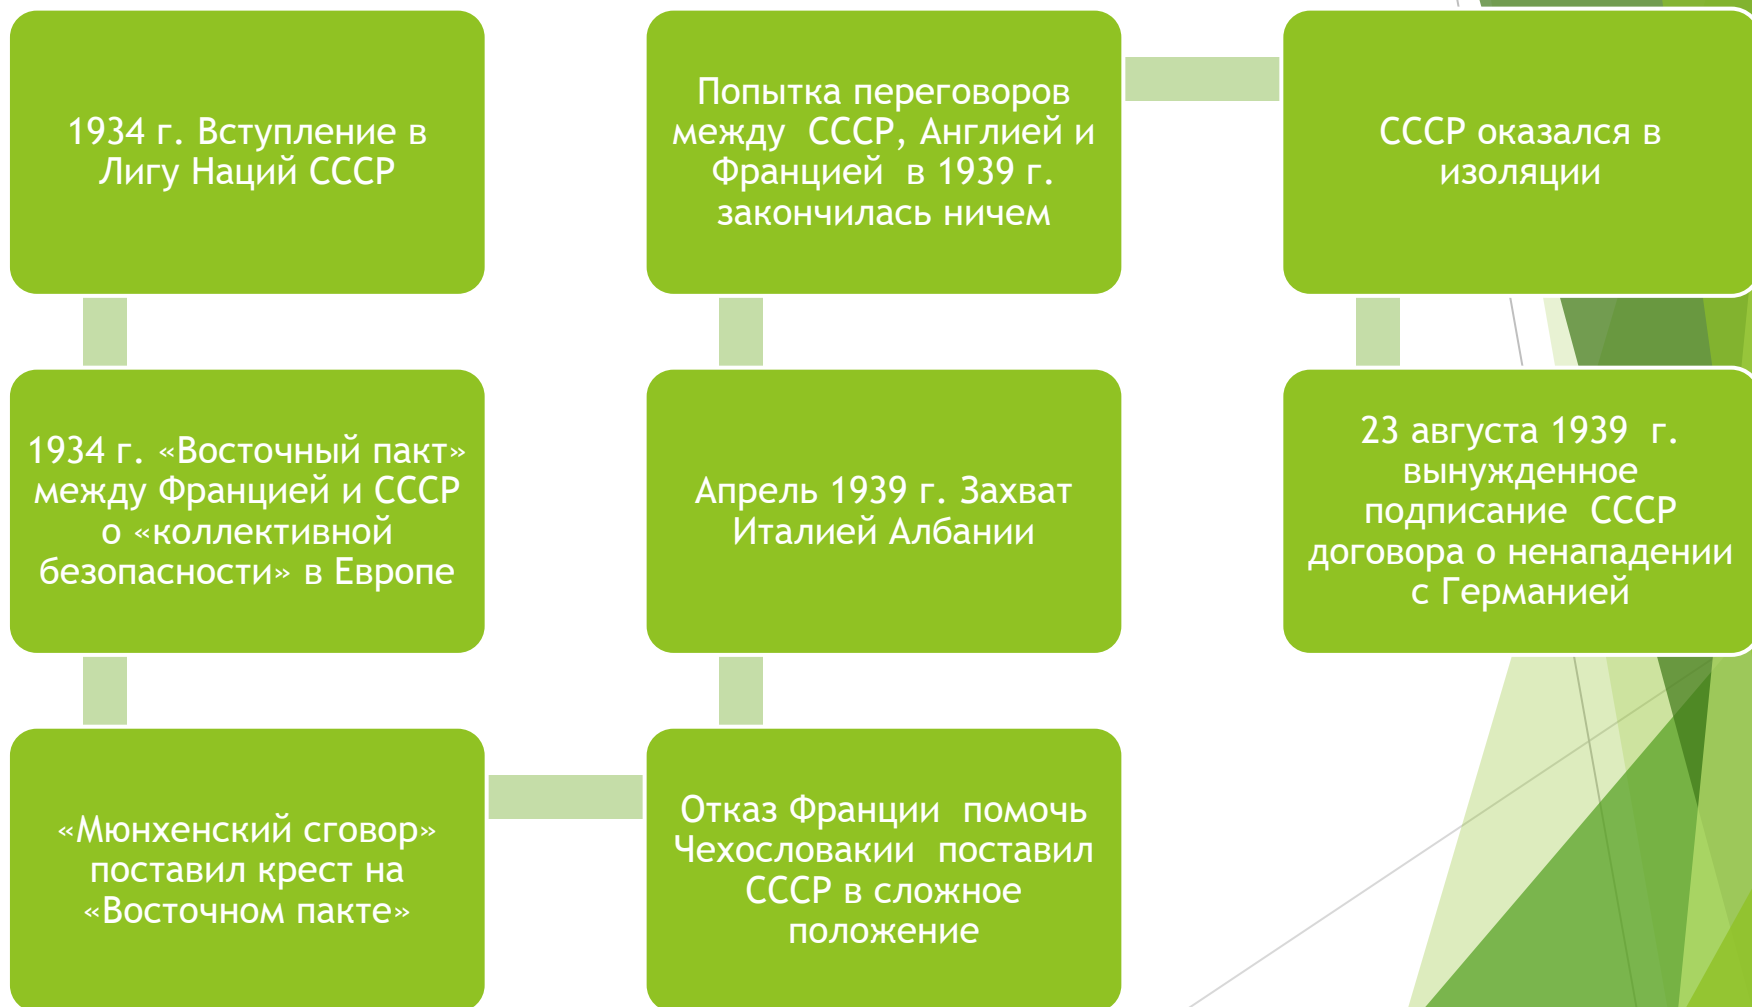 1934 г. Вступление в
Лигу Наций СССР
1934 г. «Восточный пакт»
между Францией и СССР
о «коллективной
безопасности» в Европе
«Мюнхенский сговор»
поставил крест на
«Восточном пакте»
Отказ Франции помочь
Чехословакии поставил
СССР в сложное
положение
Апрель 1939 г. Захват
Италией Албании
Попытка переговоров
между СССР, Англией и
Францией в 1939 г.
закончилась ничем
СССР оказался в
изоляции
23 августа 1939 г.
вынужденное
подписание СССР
договора о ненападении
с Германией